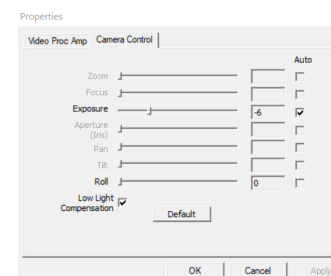 Properties
Video Proc Amp
Camera Control
Auto
Zoom
Focus
Exposure
-6
Aperture
(Iris)
Pan
Tilt
Roll
0
Low Light
Compensation
Default
OK
Cancel
Apply